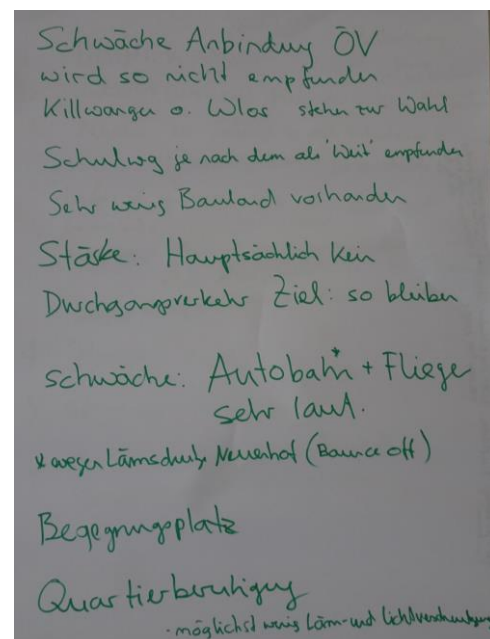 Schwäche Anbindung ÖV
wird so nicht empfunden
Killwangen o. Wlos stehn zur Wahl
Schulweg je nach dem als 'Weit' empfunden
Sehr wenig Bauland vorhanden
Stärke: Hauptsächlich Kein
Durchgangsverkehr Ziel: so bleiben
schwäche: Autobahn* + Flieger
sehr laut.
* wegen Lärmschutz Neuenhof (Bounce off)
Begegnungsplatz
Quartierberuhigung
- möglichst wenig Lärm- und Lichtverschmutzung